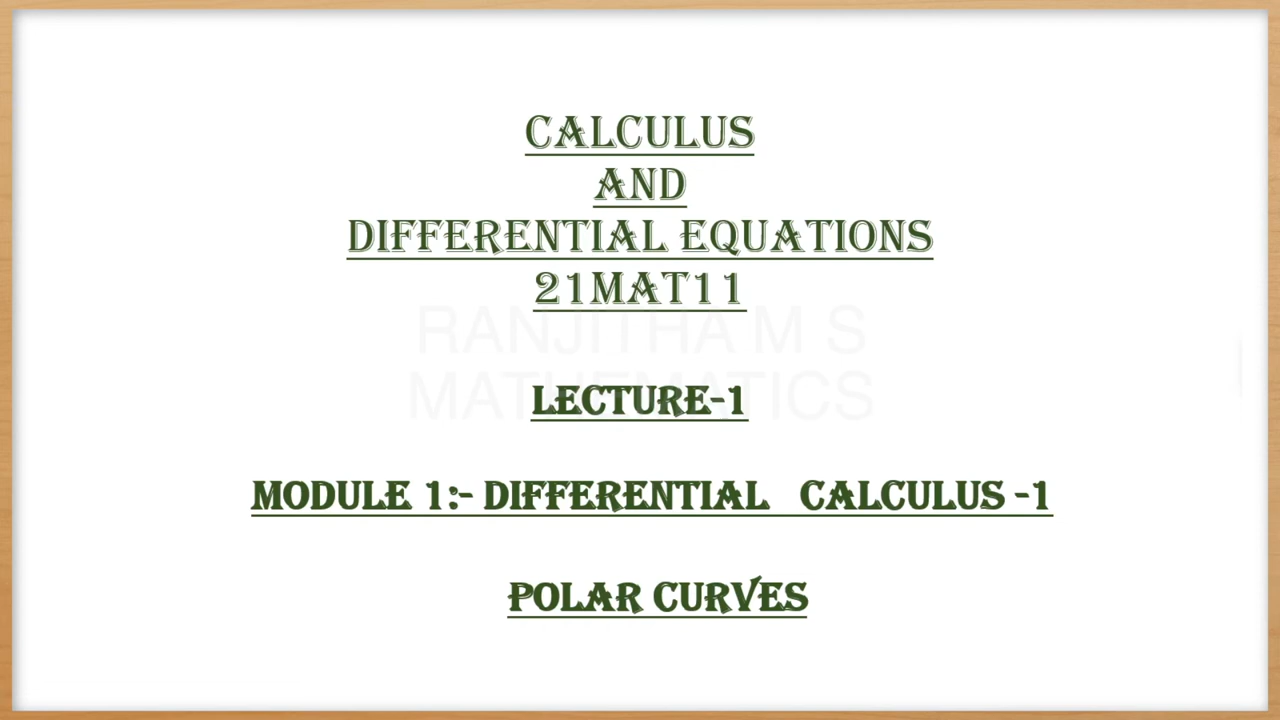 CALCULUS
AND
DIFFERENTIAL EQUATIONS
21MAT11
RANJITHA M S
MATHEMATICS
LECTURE-1
MODULE 1:- DIFFERENTIAL CALCULUS -1
POLAR CURVES